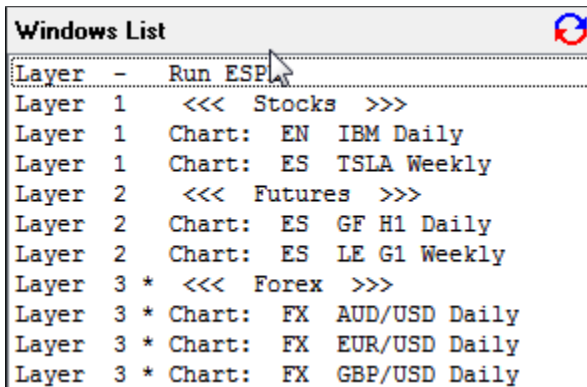 Windows List
Layer - Run ESPL
Layer 1 <<< Stocks >>>
Layer 1 Chart: EN IBM Daily
Layer 1 Chart: ES TSLA Weekly
Layer 2 <<< Futures >>>
Layer 2 Chart: ES GF H1 Daily
Layer 2 Chart: ES LE G1 Weekly
Layer 3 * <<< Forex >>>
Layer 3 * Chart: FX AUD/USD Daily
Layer 3 * Chart: FX EUR/USD Daily
Layer 3 * Chart: FX GBP/USD Daily